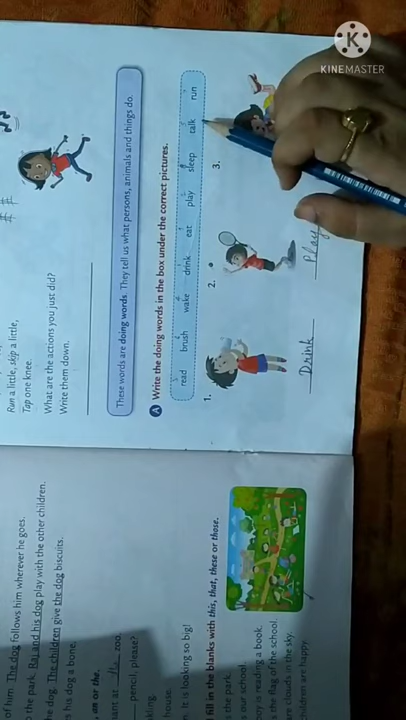 KINEMASTER
Run a little, skip a little,
Tap one knee.
What are the actions you just did?
Write them down.
These words are doing words. They tell us what persons, animals and things do.
A Write the doing words in the box under the correct pictures.
read brush wake drink eat play sleep talk run
1. 2. 3.
Drink Play
of him. The dog follows him wherever he goes.
the park. Raj and his dog play with the other children.
he dog. The children give the dog biscuits.
his dog a bone.
an or the.
ant at the zoo.
pencil, please?
house.
It is looking so big!
fill in the blanks with this, that, these or those.
the park.
our school.
y is reading a book.
the flag of the school.
clouds in the sky.
children are happy.